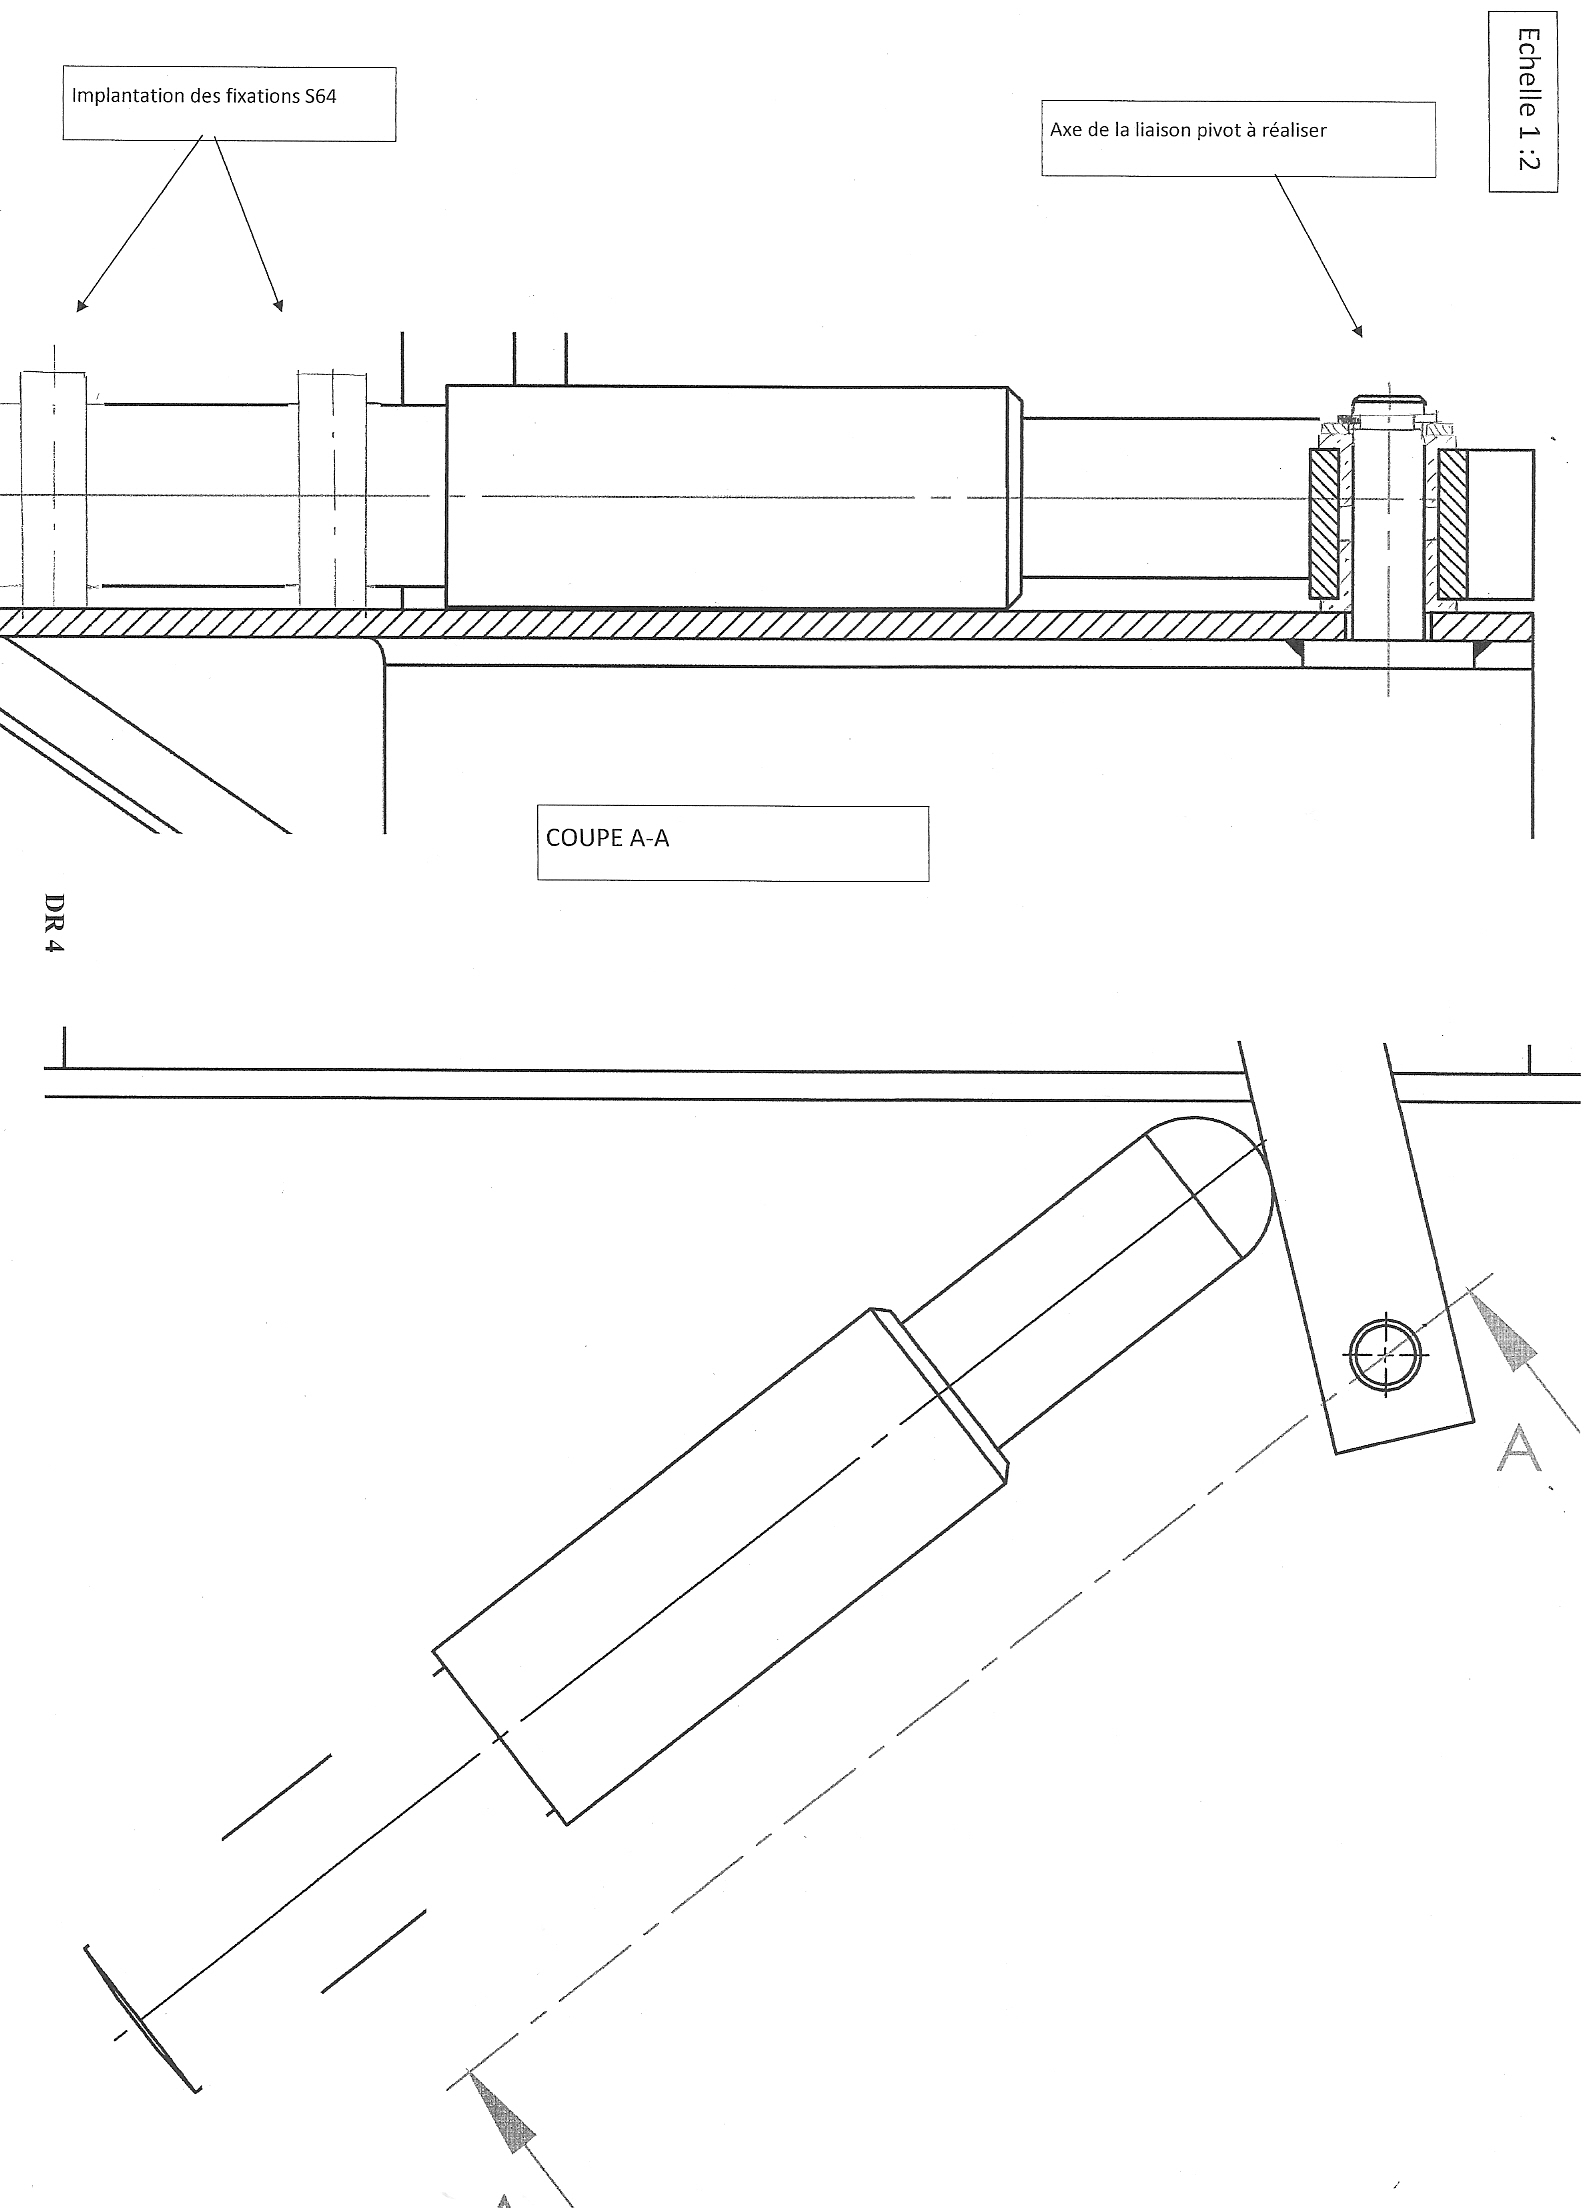 Echelle 1 :2
Implantation des fixations S64
Axe de la liaison pivot à réaliser
COUPE A-A
DR 4
A
A